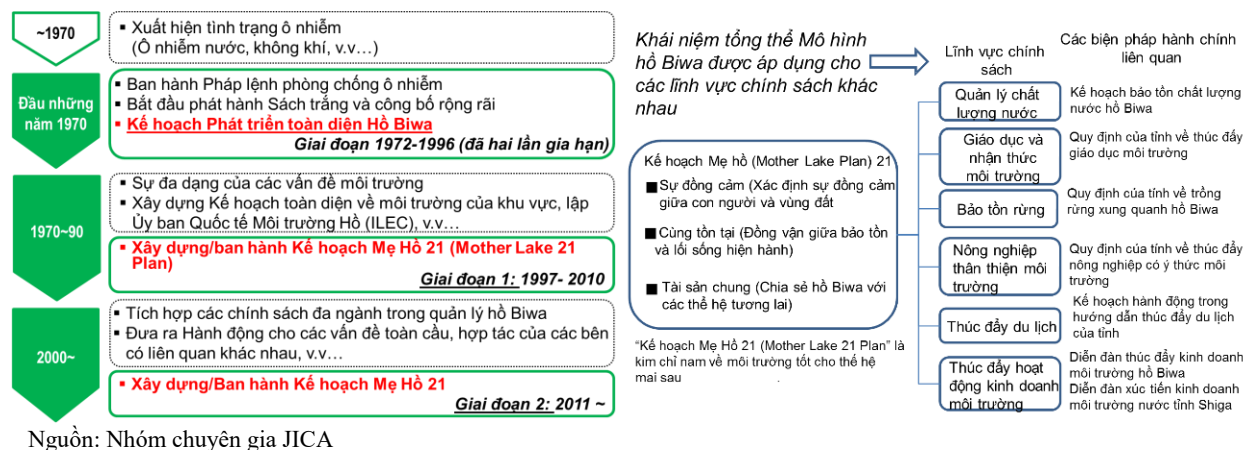 ~1970
▪ Xuất hiện tình trạng ô nhiễm
(Ô nhiễm nước, không khí, v.v…)
Đầu những
năm 1970
▪ Ban hành Pháp lệnh phòng chống ô nhiễm
▪ Bắt đầu phát hành Sách trắng và công bố rộng rãi
▪ Kế hoạch Phát triển toàn diện Hồ Biwa
Giai đoạn 1972-1996 (đã hai lần gia hạn)
1970~90
▪ Sự đa dạng của các vấn đề môi trường
▪ Xây dựng Kế hoạch toàn diện về môi trường của khu vực, lập
Ủy ban Quốc tế Môi trường Hồ (ILEC), v.v…
▪ Xây dựng/ban hành Kế hoạch Mẹ Hồ 21 (Mother Lake 21
Plan)
Giai đoạn 1: 1997- 2010
2000~
▪ Tích hợp các chính sách đa ngành trong quản lý hồ Biwa
▪ Đưa ra Hành động cho các vấn đề toàn cầu, hợp tác của các bên
có liên quan khác nhau, v.v…
▪ Xây dựng/Ban hành Kế hoạch Mẹ Hồ 21
Giai đoạn 2: 2011 ~
Khái niệm tổng thể Mô hình
hồ Biwa được áp dụng cho
các lĩnh vực chính sách khác
nhau
Kế hoạch Mẹ hồ (Mother Lake Plan) 21
■ Sự đồng cảm (Xác định sự đồng cảm
giữa con người và vùng đất
■ Cùng tồn tại (Đồng vận giữa bảo tồn
và lối sống hiện hành)
■ Tài sản chung (Chia sẻ hồ Biwa với
các thể hệ tương lai)
“Kế hoạch Mẹ Hồ 21 (Mother Lake 21 Plan” là
kim chỉ nam về môi trường tốt cho thế hệ
mai sau .
Lĩnh vực chính
sách
Các biện pháp hành chính
liên quan
Quản lý chất
lượng nước
Kế hoạch báo tồn chất lượng
nước hồ Biwa
Giáo dục và
nhận thức
môi trường
Quy định của tỉnh về thúc đẩy
giáo dục môi trường
Bảo tồn rừng
Quy định cúa tính về trồng
rừng xung quanh hồ Biwa
Nông nghiệp
thân thiện môi
trường
Quy định cúa tính về thúc đẩy
nông nghiệp có ý thức môi
trường
Thúc đẩy du lịch
Kế hoạch hành động trong
hướng dẫn thúc đẩy du lịch
của tỉnh
Thúc đẩy hoạt
động kinh doanh
môi trường
Diễn đàn thúc đẩy kinh doanh
môi trường hồ Biwa
Diễn đàn xúc tiến kinh doanh
môi trường nước tỉnh Shiga
Nguồn: Nhóm chuyên gia JICA